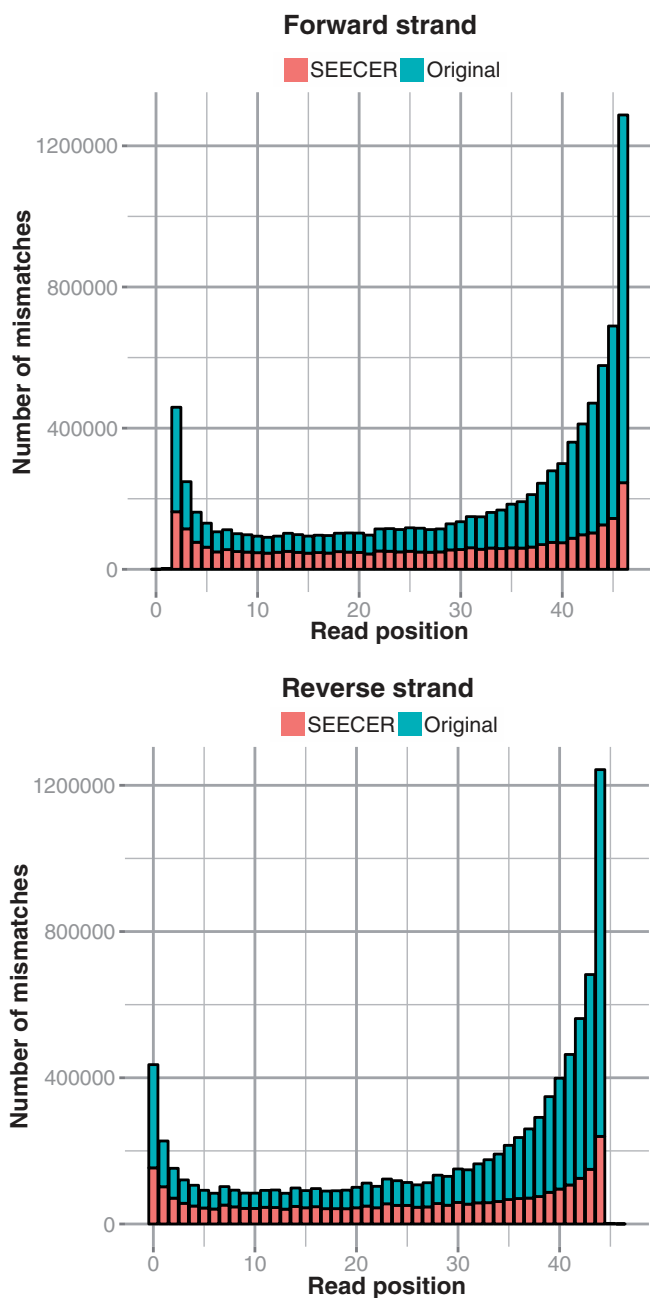 Forward strand
SEECER Original
Number of mismatches
1200000
800000
400000
0
0 10 20 30 40
Read position
Reverse strand
SEECER Original
Number of mismatches
1200000
800000
400000
0
0 10 20 30 40
Read position